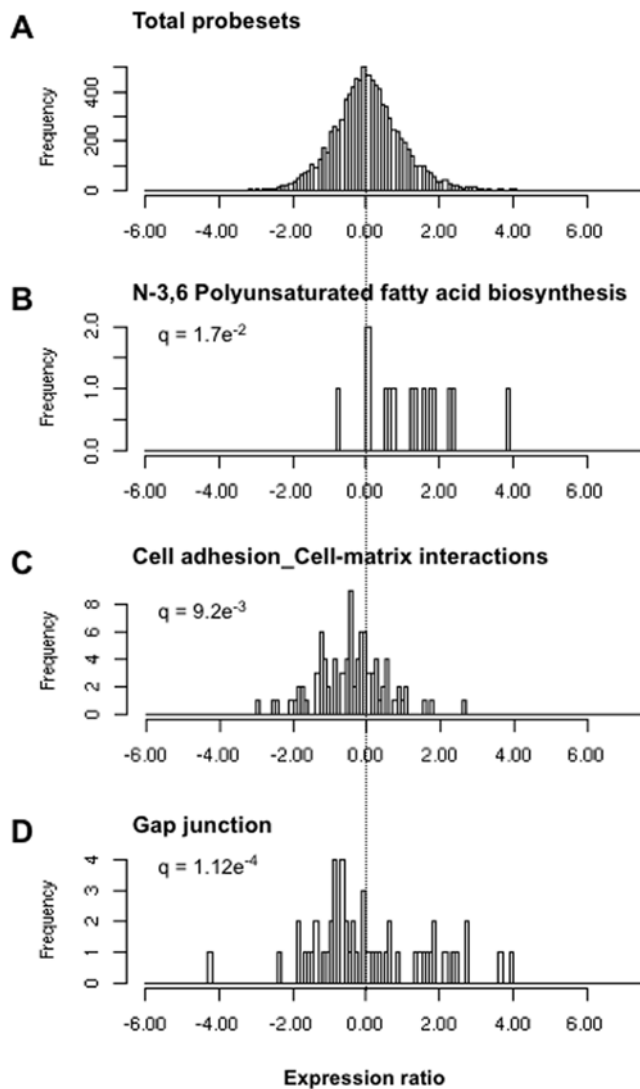 A Total probesets
Frequency
400
200
0
-6.00 -4.00 -2.00 0.00 2.00 4.00 6.00
B N-3,6 Polyunsaturated fatty acid biosynthesis
q = 1.7e-2
Frequency
2.0
1.0
0.0
-6.00 -4.00 -2.00 0.00 2.00 4.00 6.00
C Cell adhesion_Cell-matrix interactions
q = 9.2e-3
Frequency
8
6
4
2
0
-6.00 -4.00 -2.00 0.00 2.00 4.00 6.00
D Gap junction
q = 1.12e-4
Frequency
4
3
2
1
0
-6.00 -4.00 -2.00 0.00 2.00 4.00 6.00
Expression ratio